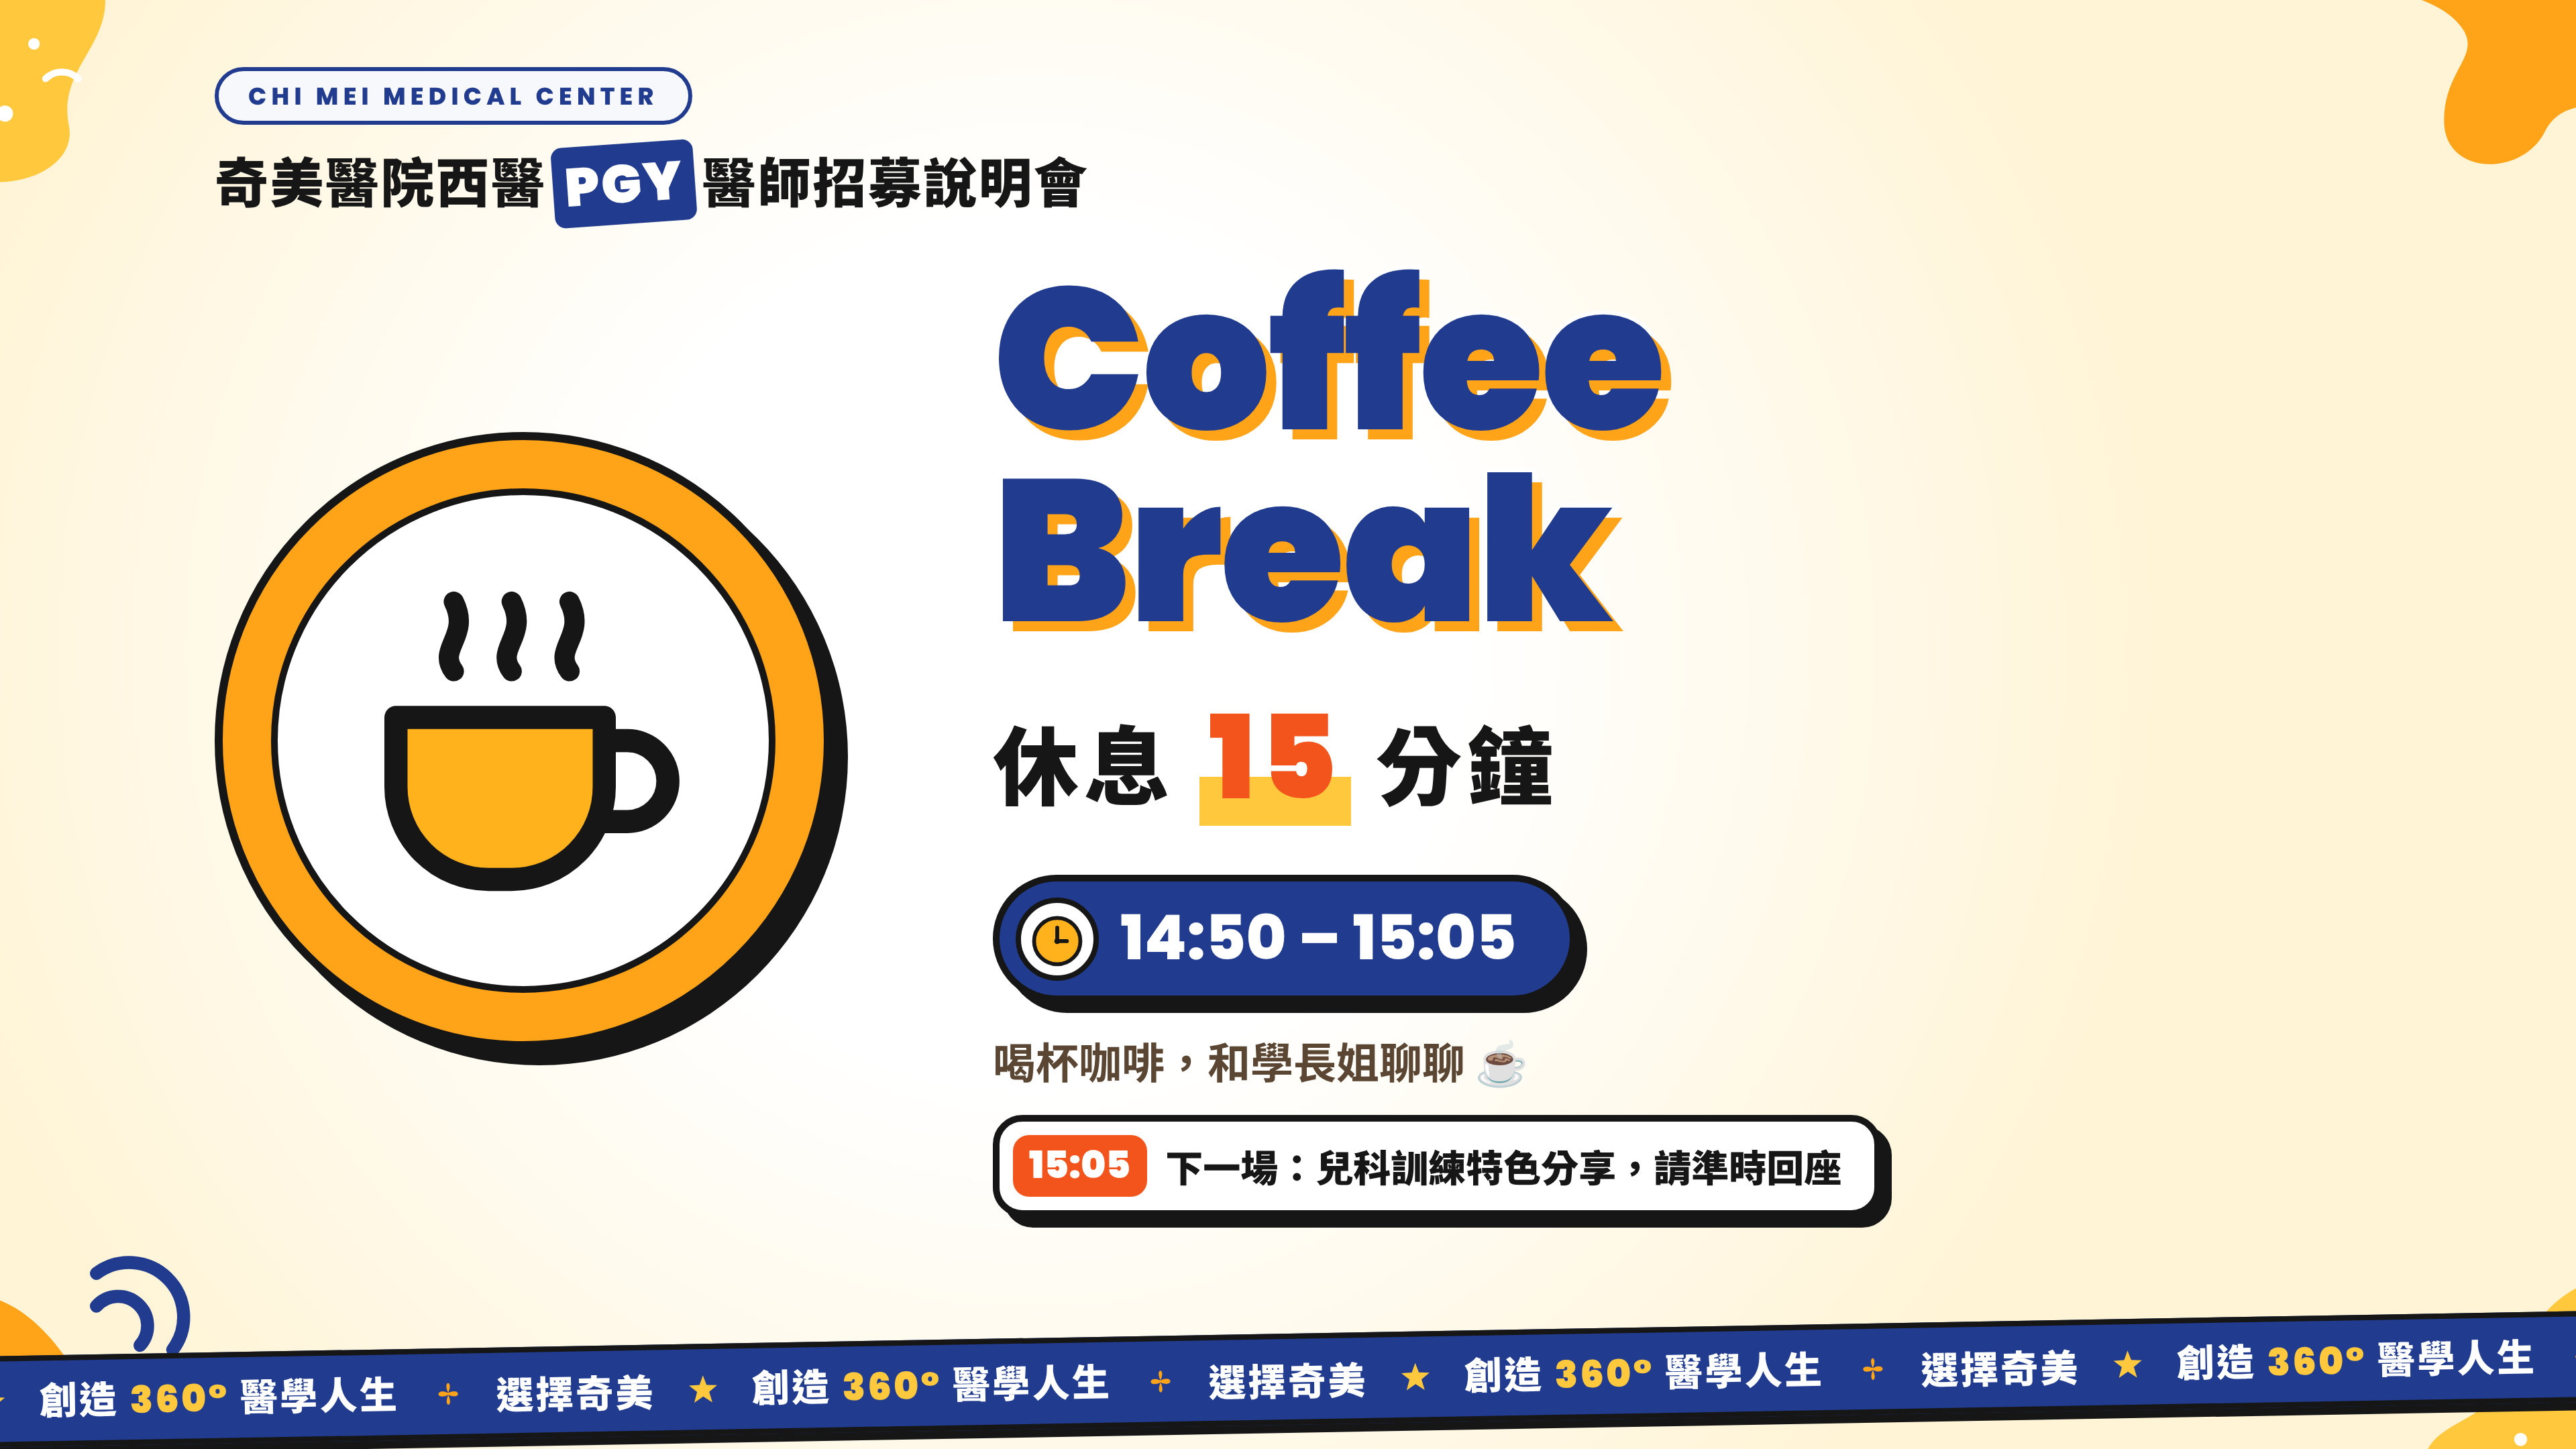 CHI MEI MEDICAL CENTER
奇美醫院西醫 PGY 醫師招募說明會
Coffee
Break
休息 15 分鐘
14:50 – 15:05
喝杯咖啡，和學長姐聊聊 ☕
15:05 下一場：兒科訓練特色分享，請準時回座
創造 360° 醫學人生 選擇奇美 ★ 創造 360° 醫學人生 選擇奇美 ★ 創造 360° 醫學人生 選擇奇美 ★ 創造 360° 醫學人生